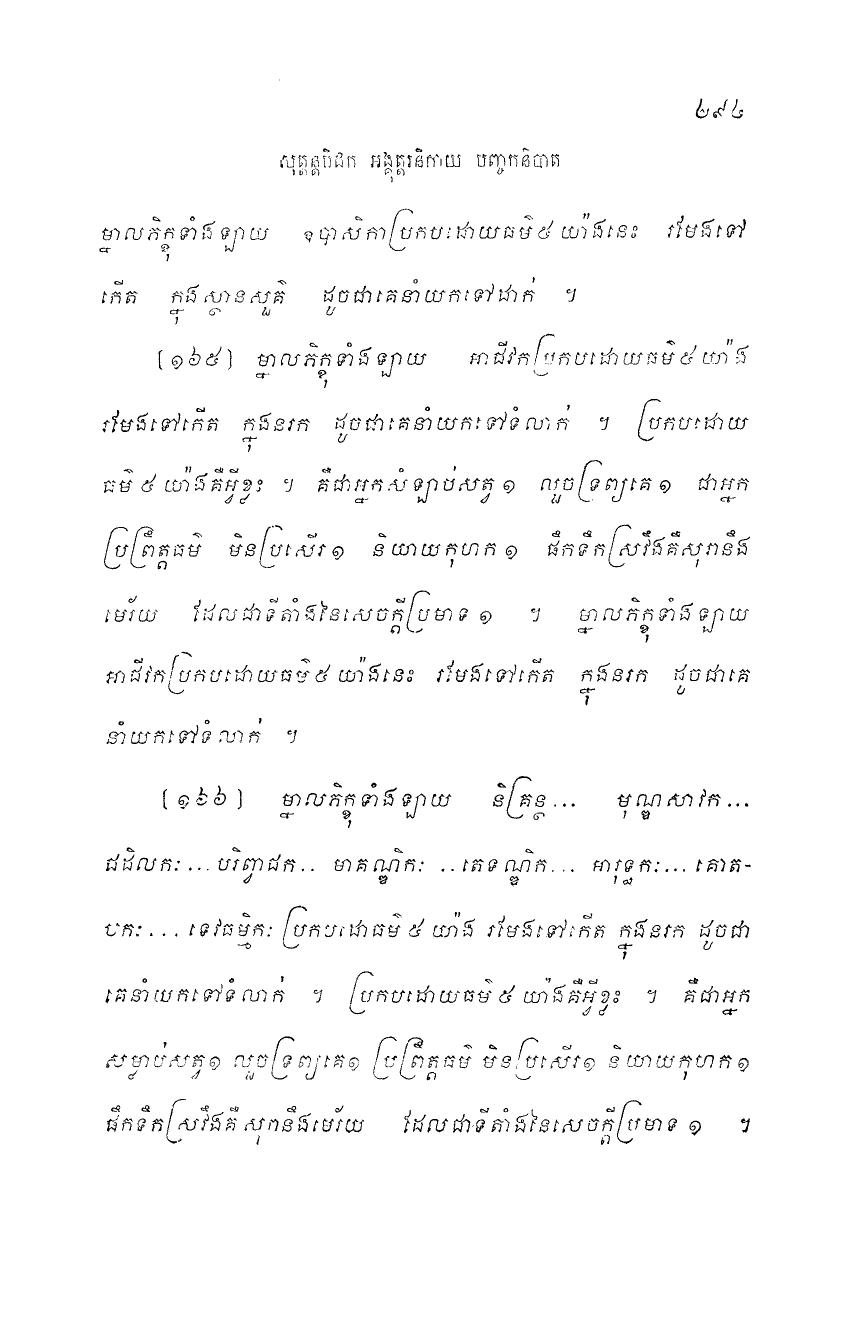 ២៩៤
សុត្តន្តបិដក អង្គុត្តរនិកាយ បញ្ចកនិបាត
ម្នាលភិក្ខុទាំងឡាយ ឧបាសិកាប្រកបដោយធម៌៥ យ៉ាងនេះ រមែងទៅ
កើត ក្នុងស្ថានសួគ៌ ដូចជាគេនាំយកទៅដាក់ ។
(១៦៥) ម្នាលភិក្ខុទាំងឡាយ អាជីវកប្រកបដោយធម៌៥ យ៉ាង
រមែងទៅកើត ក្នុងនរក ដូចជាគេនាំយកទៅទំលាក់ ។ ប្រកបដោយ
ធម៌៥ យ៉ាងគឺអ្វីខ្លះ ។ គឺជាអ្នកសំឡាប់សត្វ១ លួចទ្រព្យគេ១ ជាអ្នក
ប្រព្រឹត្តធម៌ មិនប្រសើរ១ និយាយកុហក១ ផឹកទឹកស្រវឹងគឺសុរានឹង
មេរ័យ ដែលជាទីតាំងនៃសេចក្តីប្រមាទ១ ។ ម្នាលភិក្ខុទាំងឡាយ
អាជីវកប្រកបដោយធម៌៥ យ៉ាងនេះ រមែងទៅកើត ក្នុងនរក ដូចជាគេ
នាំយកទៅទំលាក់ ។
(១៦៦) ម្នាលភិក្ខុទាំងឡាយ និគ្រន្ថ... មុណ្ឌសាវក...
ជដិលកៈ... បរិព្វាជក.. មាគណ្ឌិកៈ ..តេទណ្ឌិក... អារុទ្ធកៈ... គោត-
បកៈ... ទេវធម្មិកៈ ប្រកបដោធម៌៥ យ៉ាង រមែងទៅកើត ក្នុងនរក ដូចជា
គេនាំយកទៅទំលាក់ ។ ប្រកបដោយធម៌៥ យ៉ាងគឺអ្វីខ្លះ ។ គឺជាអ្នក
សម្លាប់សត្វ១ លួចទ្រព្យគេ១ ប្រព្រឹត្តធម៌ មិនប្រសើរ១ និយាយកុហក១
ផឹកទឹកស្រវឹងគឺ សុរានឹងមេរ័យ ដែលជាទីតាំងនៃសេចក្តីប្រមាទ ១ ។